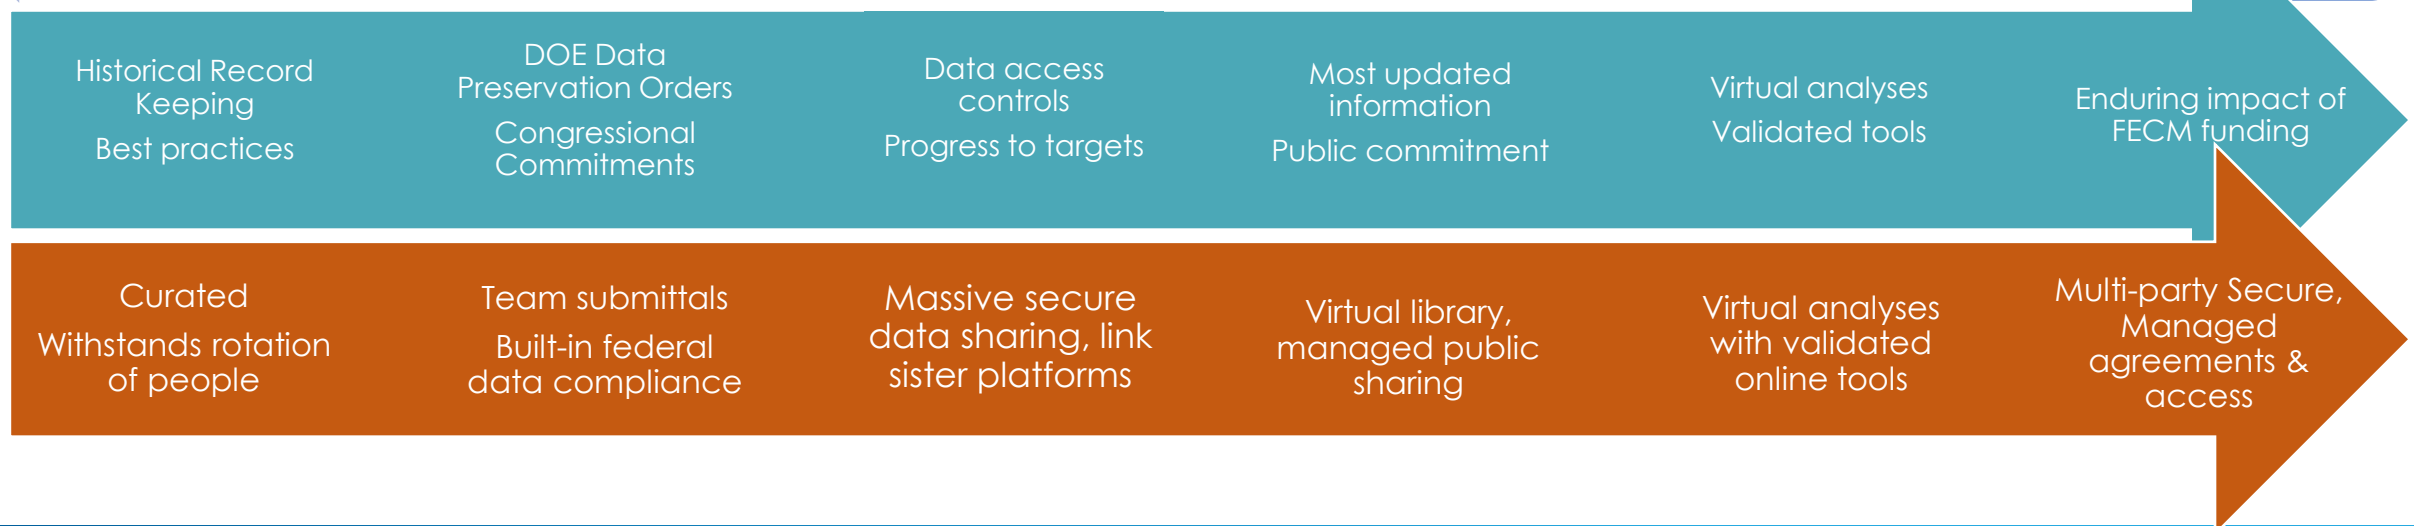 Historical Record
Keeping
Best practices
DOE Data
Preservation Orders
Congressional
Commitments
Data access
controls
Progress to targets
Most updated
information
Public commitment
Virtual analyses
Validated tools
Enduring impact of
FECM funding
Curated
Withstands rotation
of people
Team submittals
Built-in federal
data compliance
Massive secure
data sharing, link
sister platforms
Virtual library,
managed public
sharing
Virtual analyses
with validated
online tools
Multi-party Secure,
Managed
agreements &
access